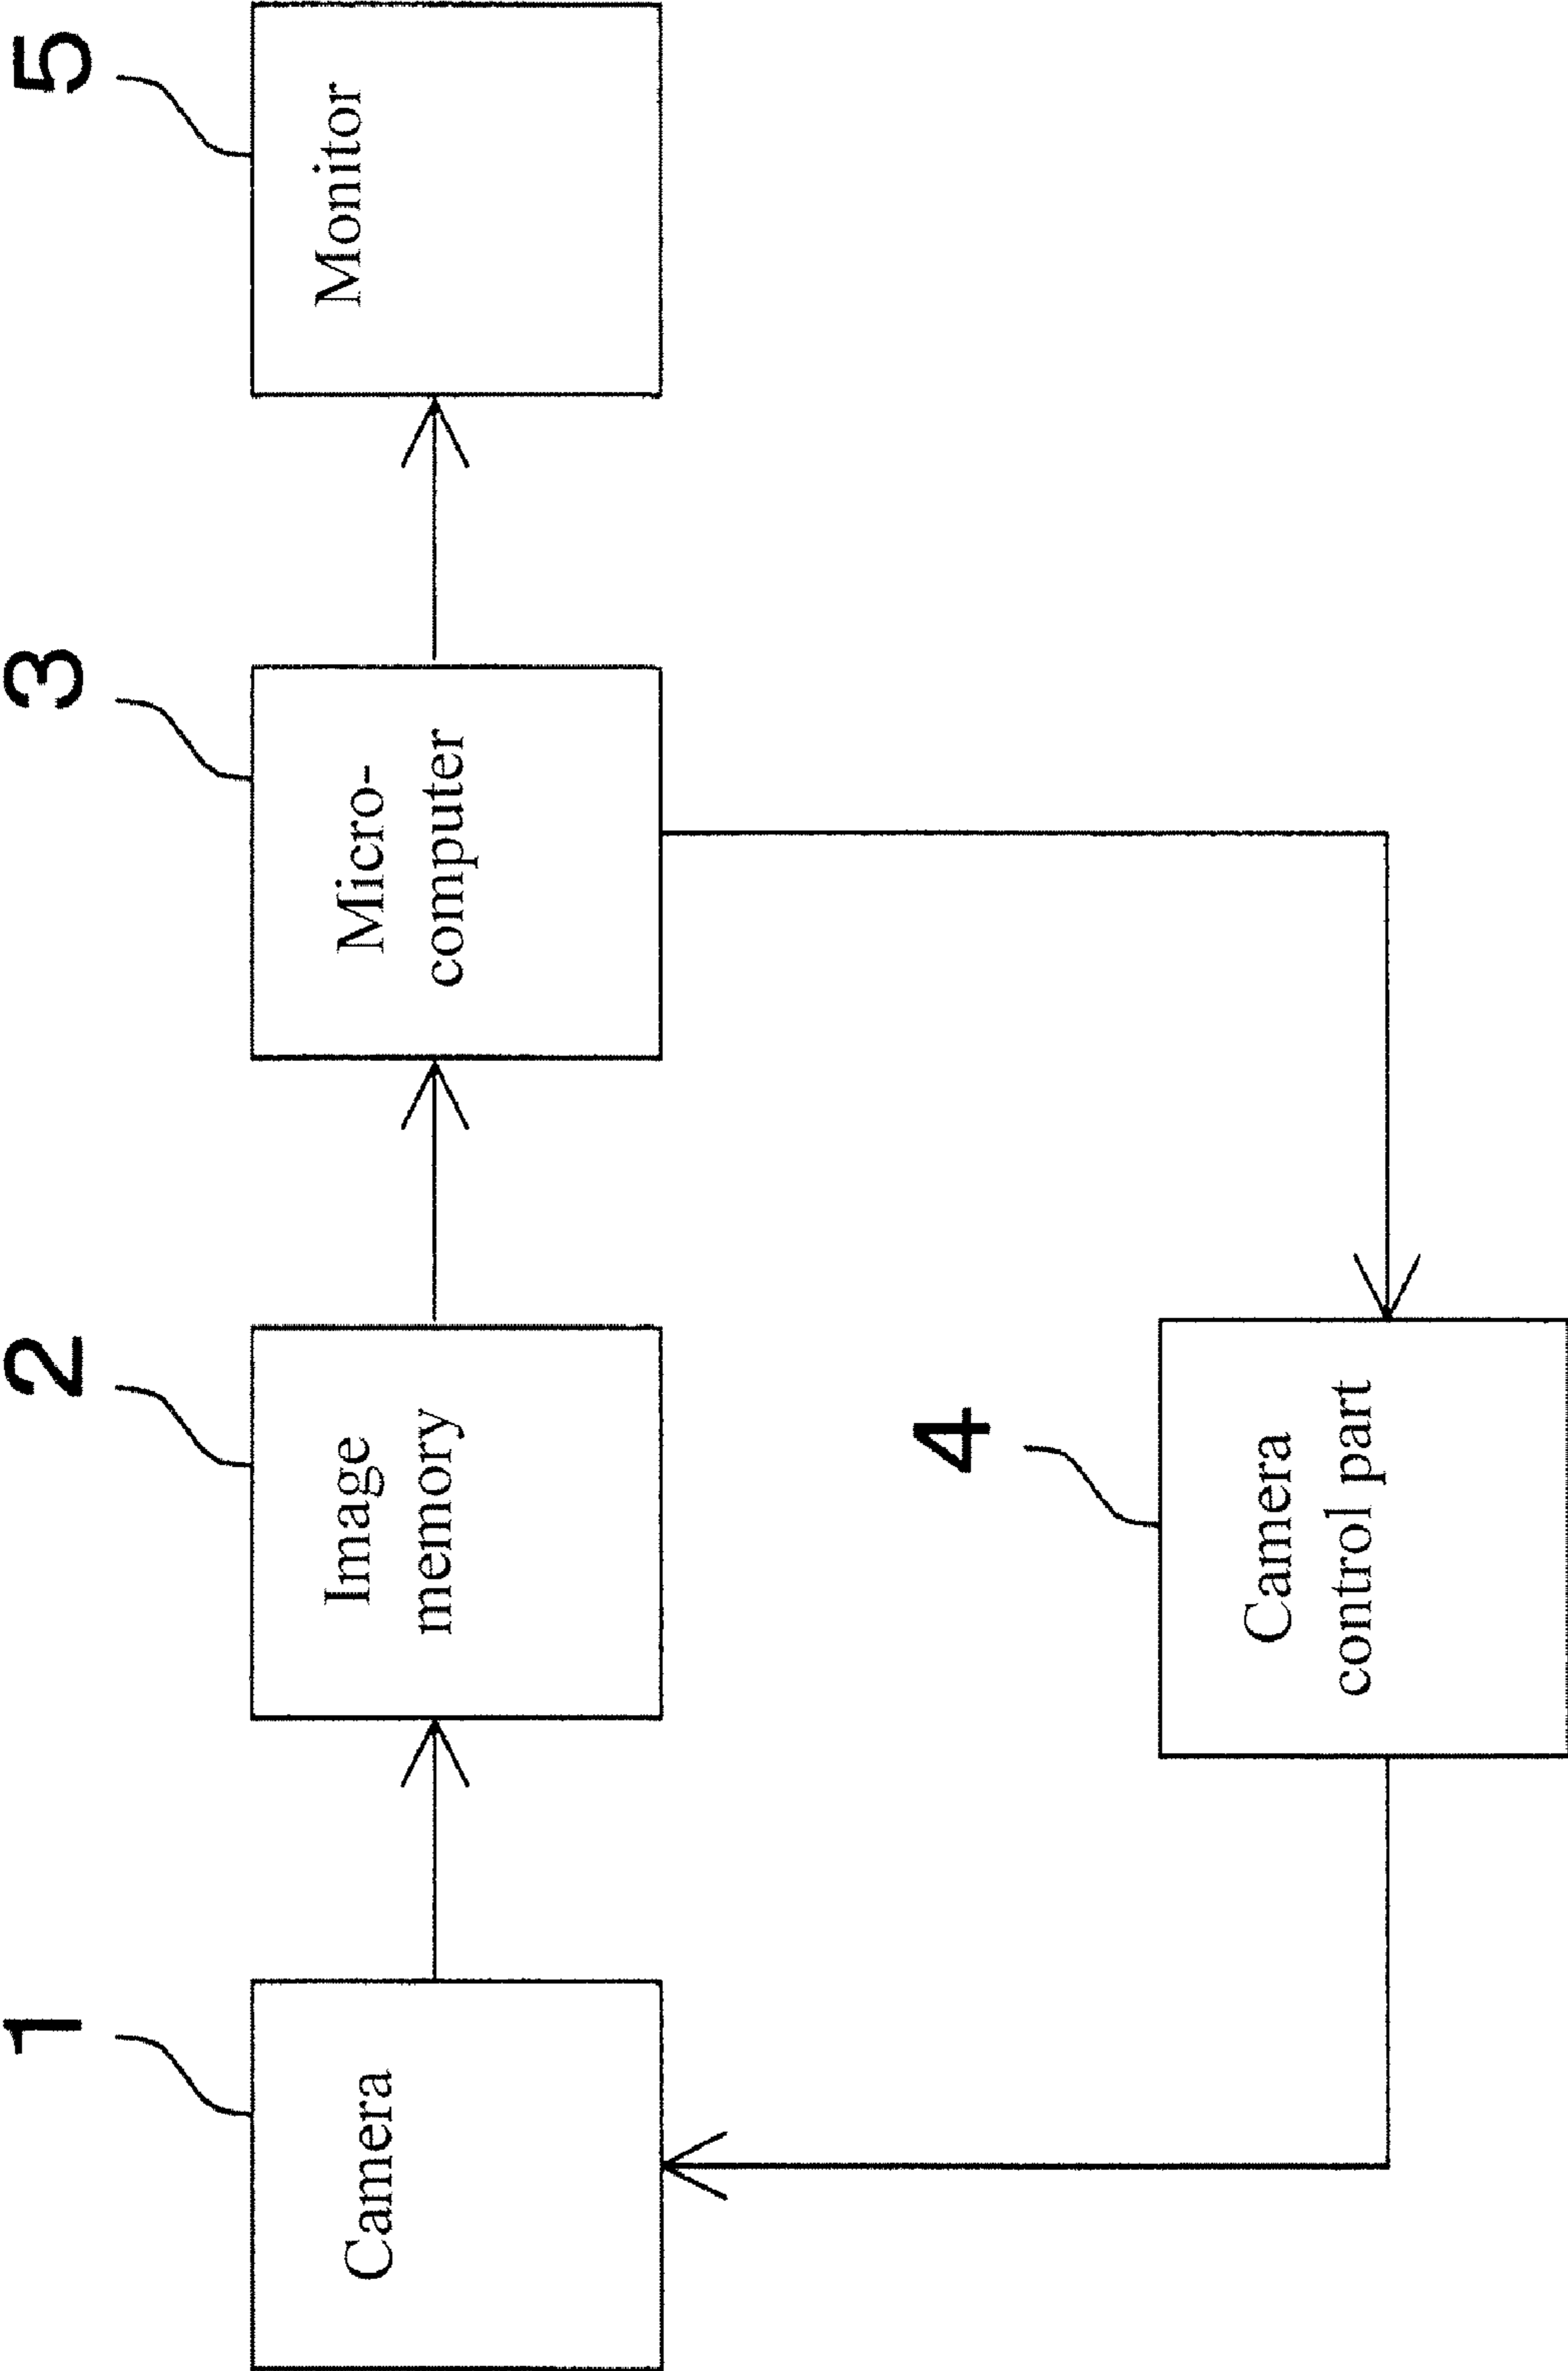 1
2
3
5
Camera
Image
memory
Micro-
computer
Monitor
4
Camera
control part